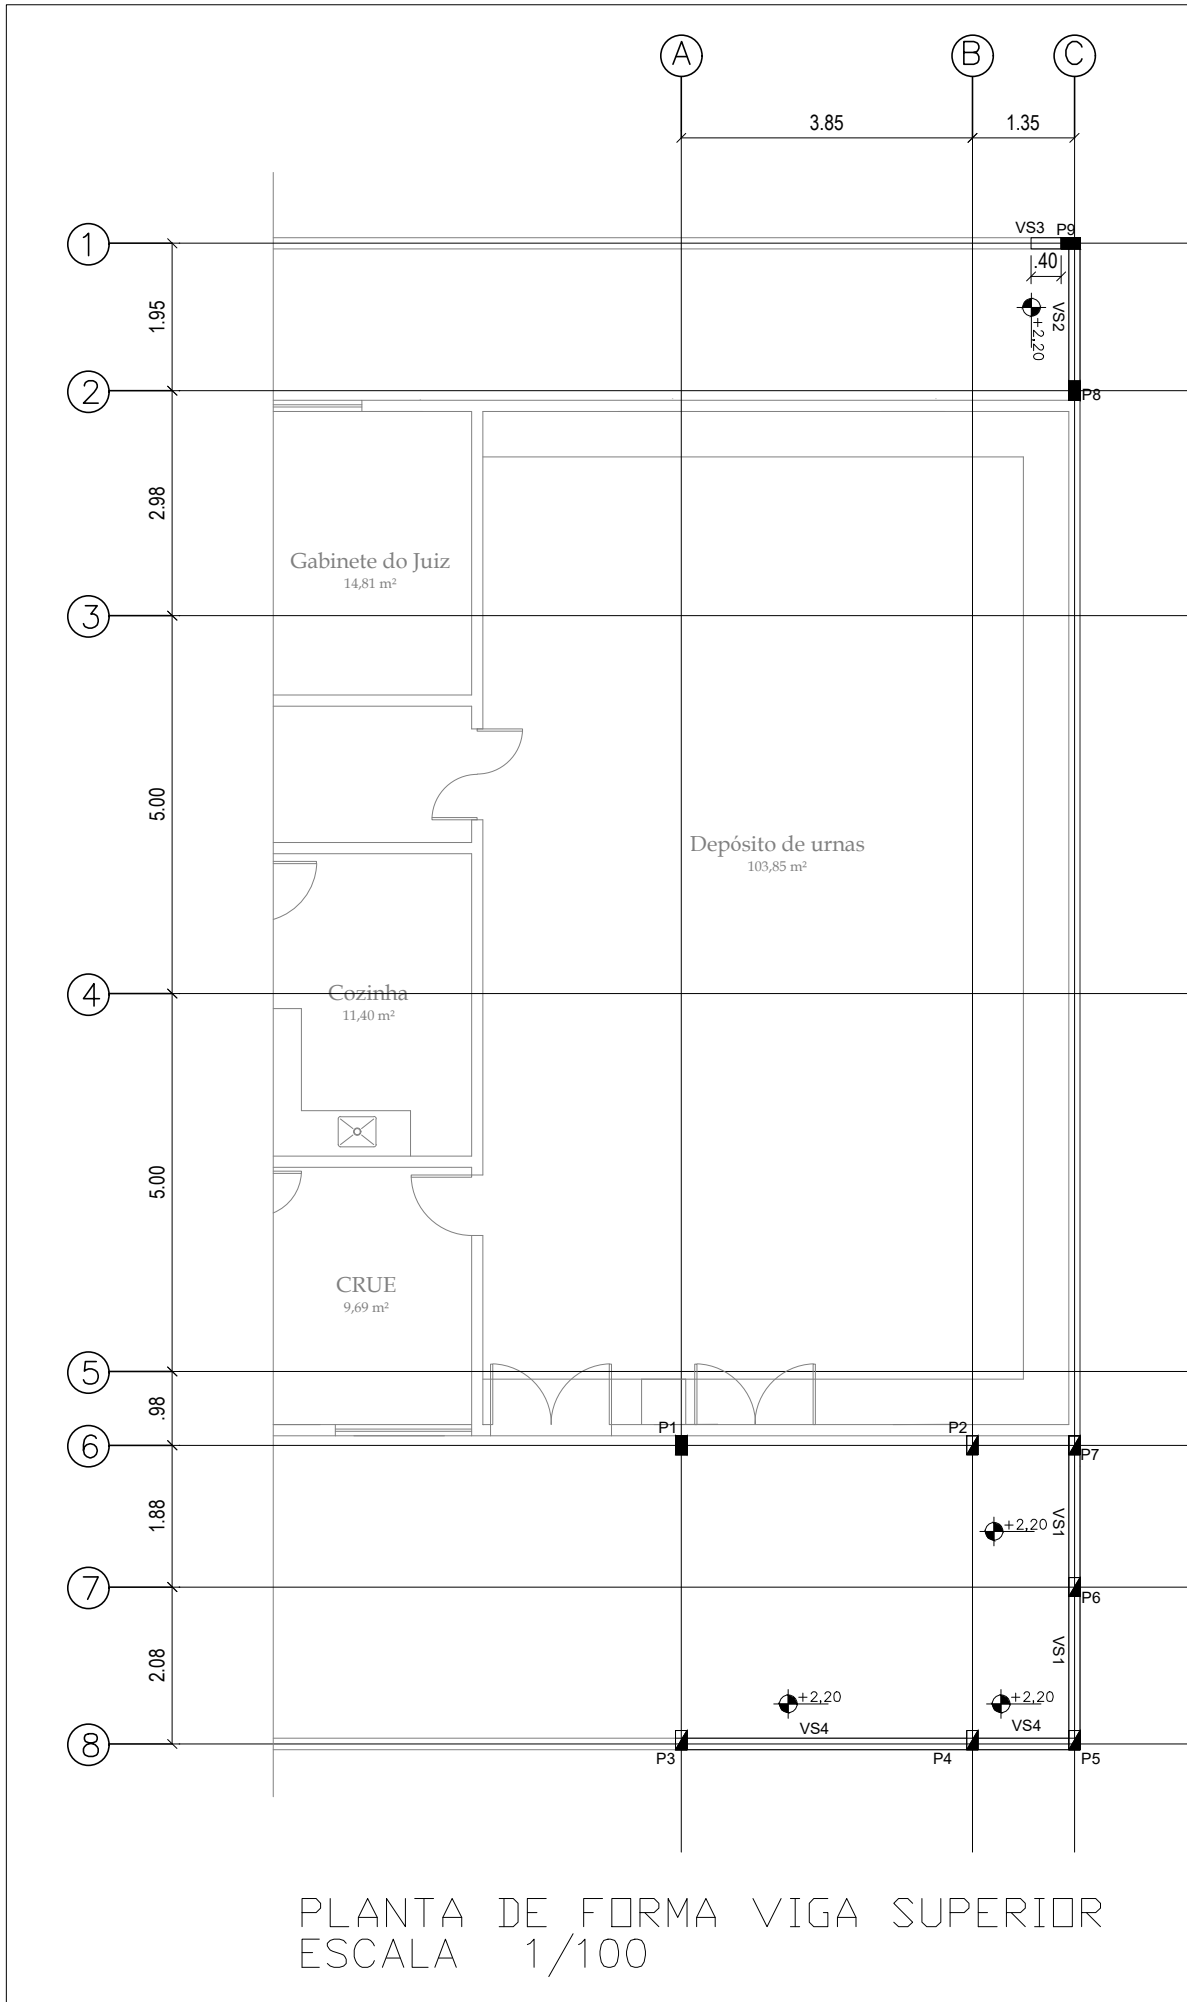 A
B
C
3.85
1.35
VS3
P9
1
.40
1.95
VS2
+2.20
2
P8
2.98
Gabinete do Juiz
14,81 m²
3
5.00
Depósito de urnas
103,85 m²
4
Cozinha
11,40 m²
5.00
CRUE
9,69 m²
5
.98
P1
P2
6
P7
1.88
+2,20
VS1
7
P6
2.08
VS1
+2,20
+2,20
VS4
VS4
8
P3
P4
P5
PLANTA DE FORMA VIGA SUPERIOR
ESCALA 1/100